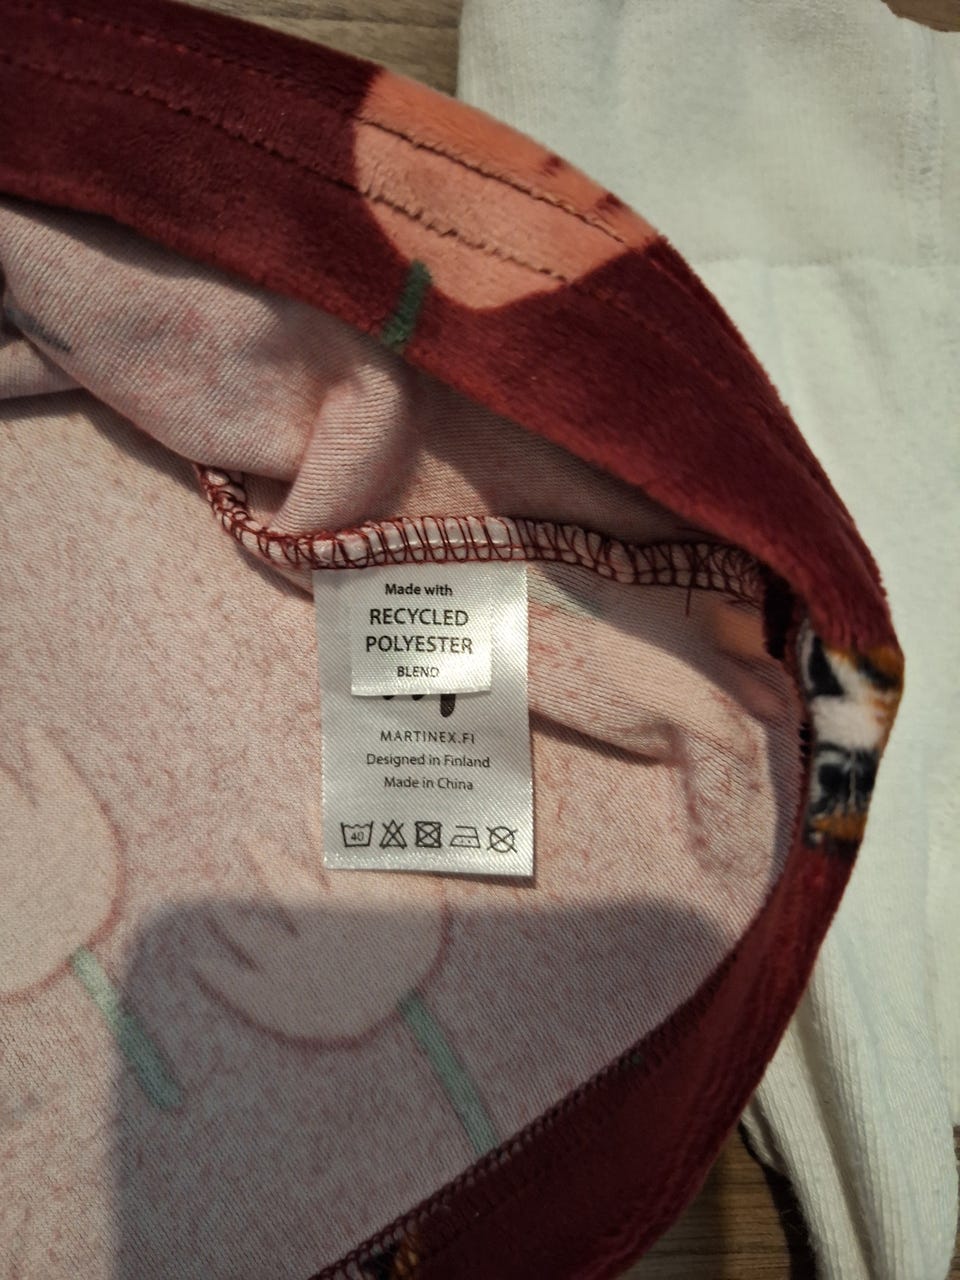 Made with
RECYCLED
POLYESTER
BLEND
MARTINEX.FI
Designed in Finland
Made in China
40